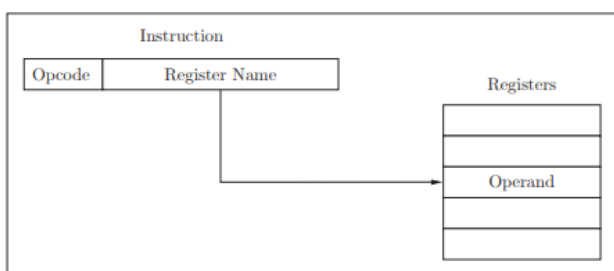 Instruction
Opcode
Register Name
Registers
Operand